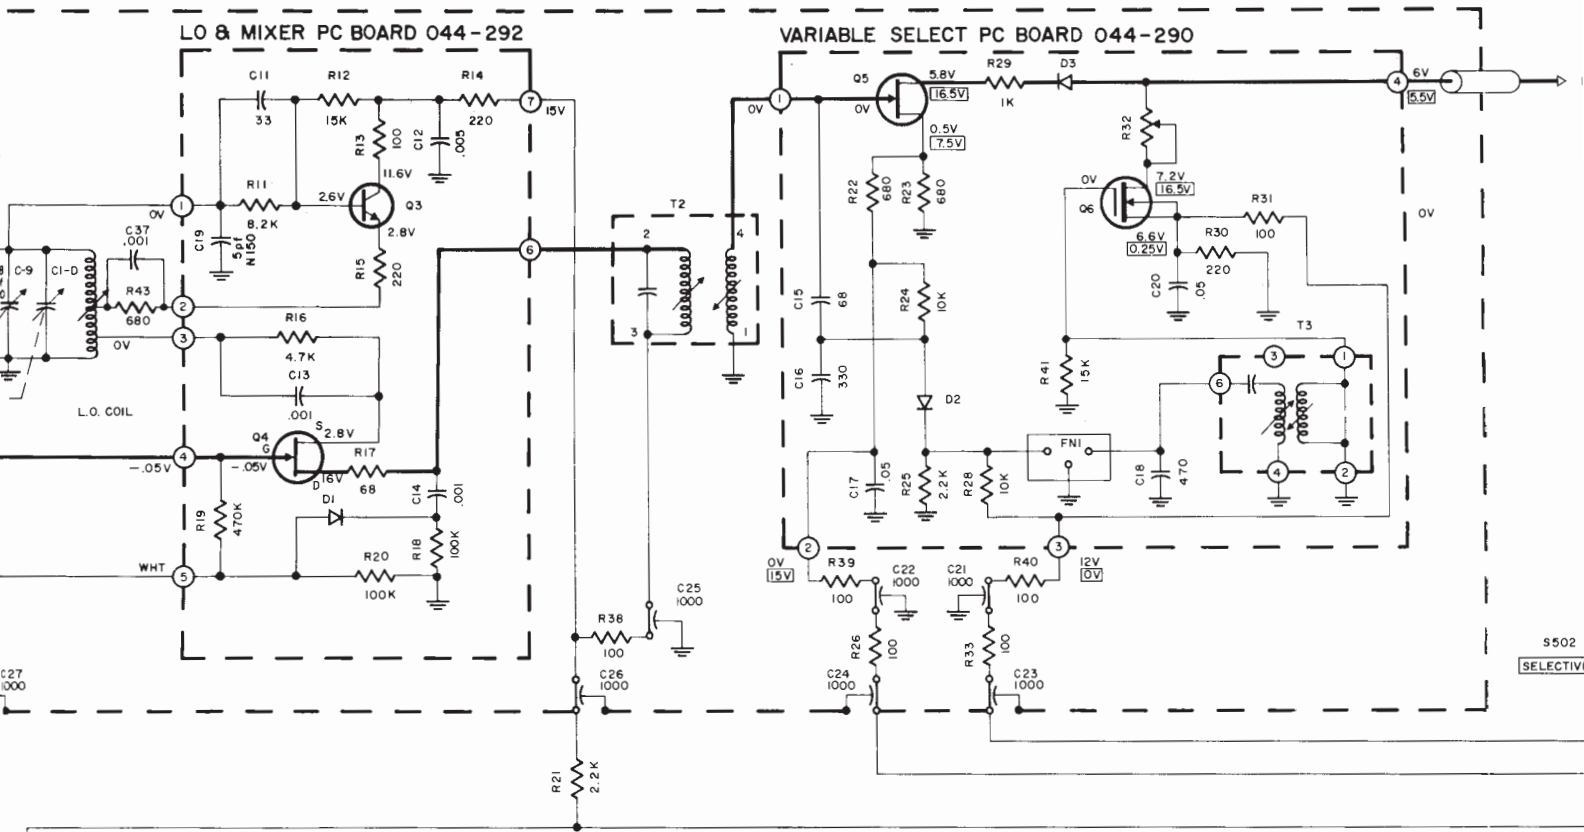 LO & MIXER PC BOARD 044-292
VARIABLE SELECT PC BOARD 044-290
C11
33
R12
15K
R14
220
7
15V
R13
100
C12
.005
11.6V
R11
8.2K
2.6V
Q3
2.8V
1
0V
C19
5pf
N150
R15
220
C37
.001
C-9
C1-D
R43
680
2
3
0V
R16
4.7K
C13
.001
L.O. COIL
Q4
G
S
2.8V
4
-.05V
-.05V
D
16V
R17
68
D1
C14
.001
R19
470K
R18
100K
WHT
5
R20
100K
6
T2
2
4
3
1
R38
100
C25
1000
C26
1000
C27
1000
R21
2.2K
1
0V
Q5
0V
5.8V
16.5V
R29
1K
D3
4
6V
5.5V
0.5V
7.5V
R22
680
R23
680
R32
0V
7.2V
16.5V
Q6
R31
100
6.6V
0.25V
R30
220
C20
.05
0V
C15
68
R24
10K
C16
330
D2
R41
15K
T3
3
1
6
4
2
FN1
C17
.05
R25
2.2K
R28
10K
C18
470
2
0V
15V
3
12V
0V
R39
100
C22
1000
C21
1000
R40
100
R26
100
R33
100
C24
1000
C23
1000
S502
SELECTIVI